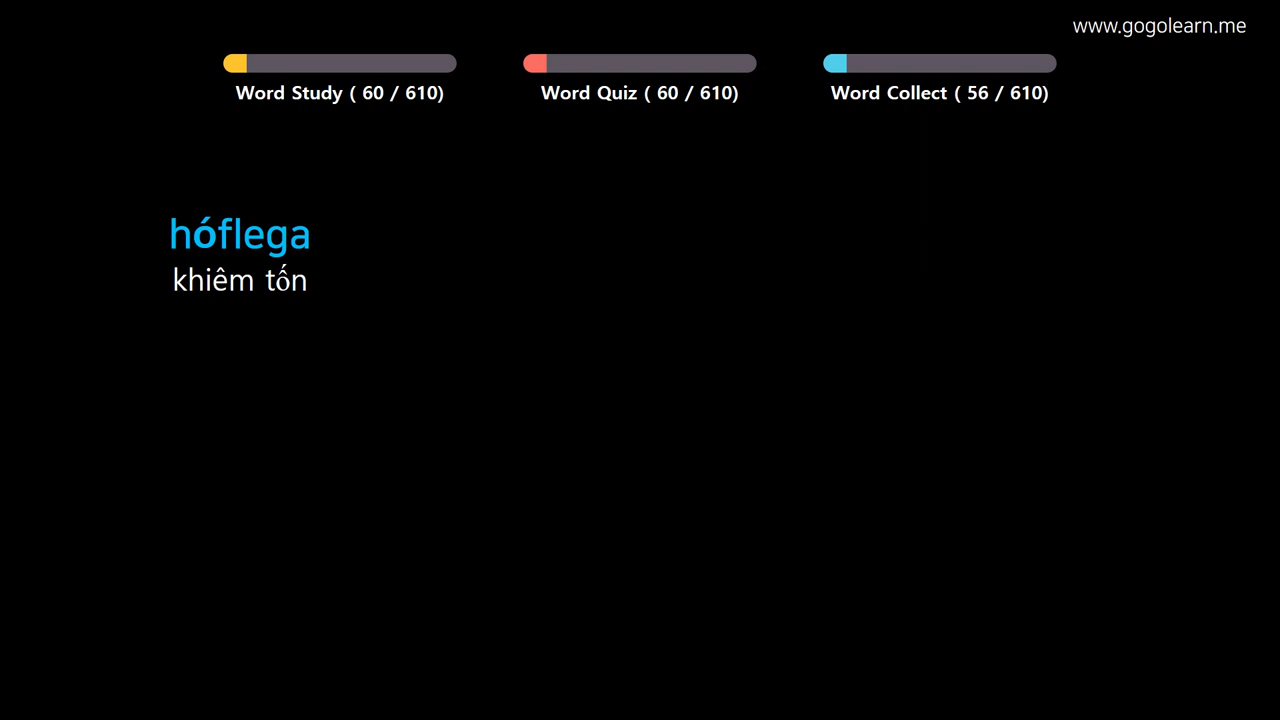 www.gogolearn.me
Word Study ( 60 / 610)
Word Quiz ( 60 / 610)
Word Collect ( 56 / 610)
hóflega
khiêm tốn